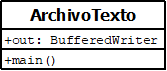 ArchivoTexto
+out: BufferedWriter
+main()